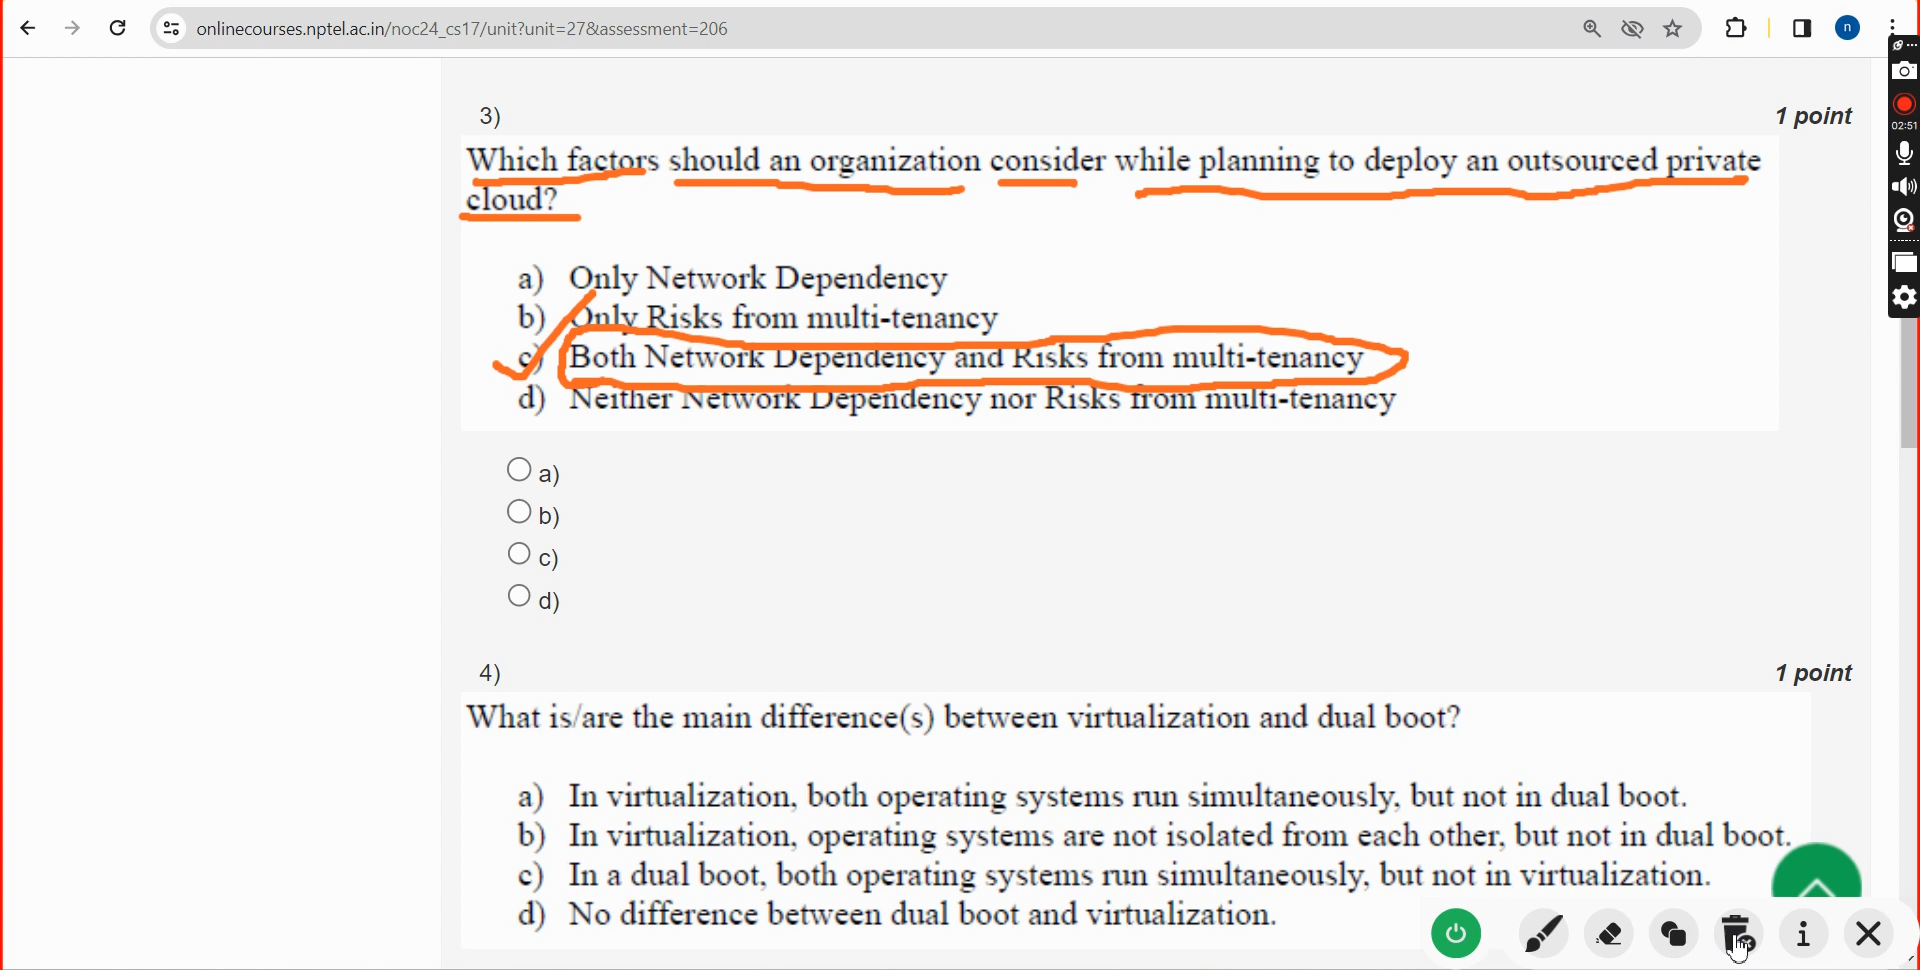 onlinecourses.nptel.ac.in/noc24_cs17/unit?unit=27&assessment=206
n
02:51
3)
1 point
Which factors should an organization consider while planning to deploy an outsourced private
cloud?
a) Only Network Dependency
b) Only Risks from multi-tenancy
c) Both Network Dependency and Risks from multi-tenancy
d) Neither Network Dependency nor Risks from multi-tenancy
a)
b)
c)
d)
4)
1 point
What is/are the main difference(s) between virtualization and dual boot?
a) In virtualization, both operating systems run simultaneously, but not in dual boot.
b) In virtualization, operating systems are not isolated from each other, but not in dual boot.
c) In a dual boot, both operating systems run simultaneously, but not in virtualization.
d) No difference between dual boot and virtualization.